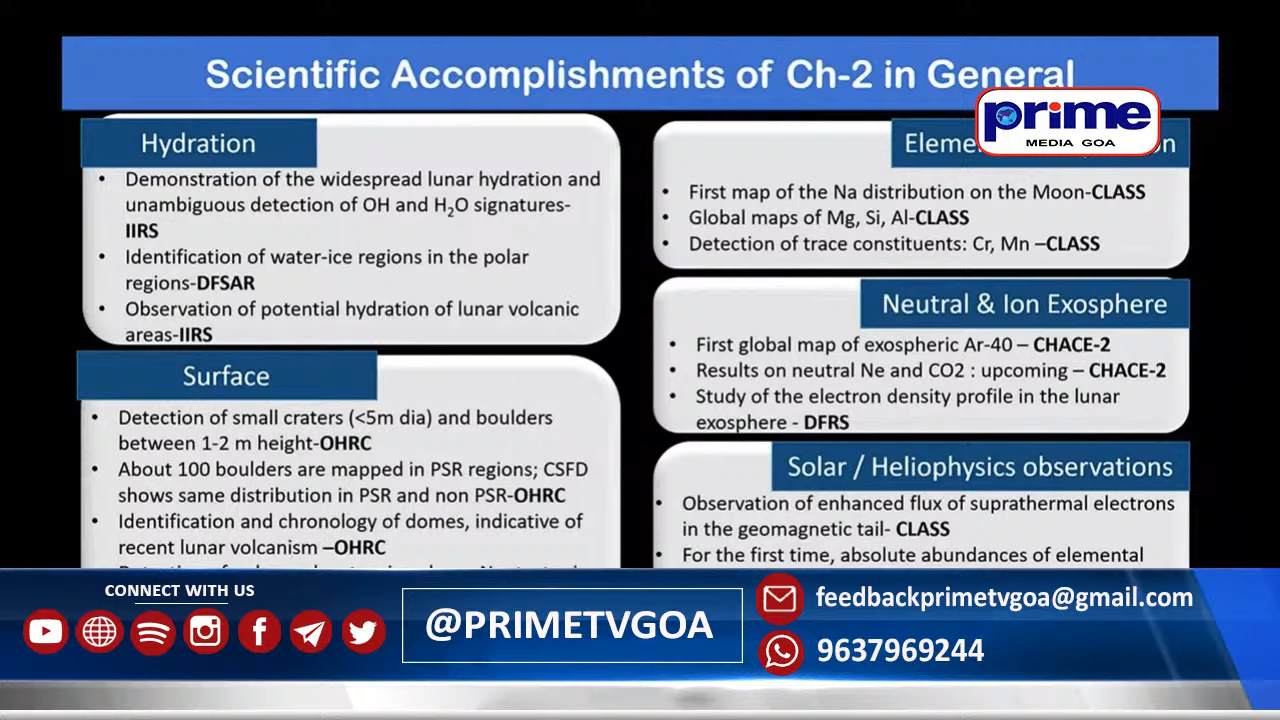 Scientific Accomplishments of Ch-2 in General
prime
MEDIA GOA
Hydration
• Demonstration of the widespread lunar hydration and
unambiguous detection of OH and H₂O signatures-
IIRS
• Identification of water-ice regions in the polar
regions-DFSAR
• Observation of potential hydration of lunar volcanic
areas-IIRS
Surface
• Detection of small craters (<5m dia) and boulders
between 1-2 m height-OHRC
• About 100 boulders are mapped in PSR regions; CSFD
shows same distribution in PSR and non PSR-OHRC
• Identification and chronology of domes, indicative of
recent lunar volcanism –OHRC
• First map of the Na distribution on the Moon-CLASS
• Global maps of Mg, Si, Al-CLASS
• Detection of trace constituents: Cr, Mn –CLASS
Neutral & Ion Exosphere
• First global map of exospheric Ar-40 – CHACE-2
• Results on neutral Ne and CO2 : upcoming – CHACE-2
• Study of the electron density profile in the lunar
exosphere - DFRS
Solar / Heliophysics observations
• Observation of enhanced flux of suprathermal electrons
in the geomagnetic tail- CLASS
• For the first time, absolute abundances of elemental
CONNECT WITH US
@PRIMETVGOA
feedbackprimetvgoa@gmail.com
9637969244